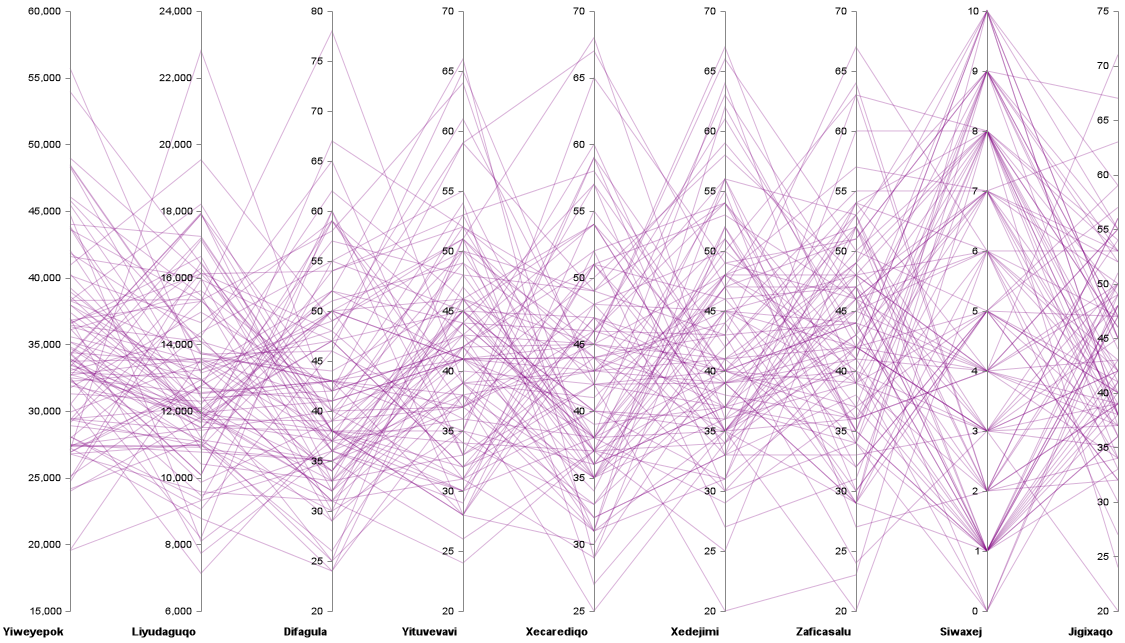 60,000 24,000 80 70 70 70 70 10 75
55,000 22,000 75 65 65 65 65 9 70
50,000 20,000 70 60 60 60 60 8 65
45,000 18,000 65 55 55 55 55 7 60
40,000 16,000 60 50 50 50 50 6 55
35,000 14,000 55 45 45 45 45 5 50
30,000 12,000 50 40 40 40 40 4 45
25,000 10,000 45 35 35 35 35 3 40
20,000 8,000 40 30 30 30 30 2 35
15,000 6,000 35 25 25 25 25 1 30
30 20 20 20 0 25
25 20
20
Yiweyepok Liyudaguqo Difagula Yituvevavi Xecarediqo Xedejimi Zaficasalu Siwaxej Jigixaqo